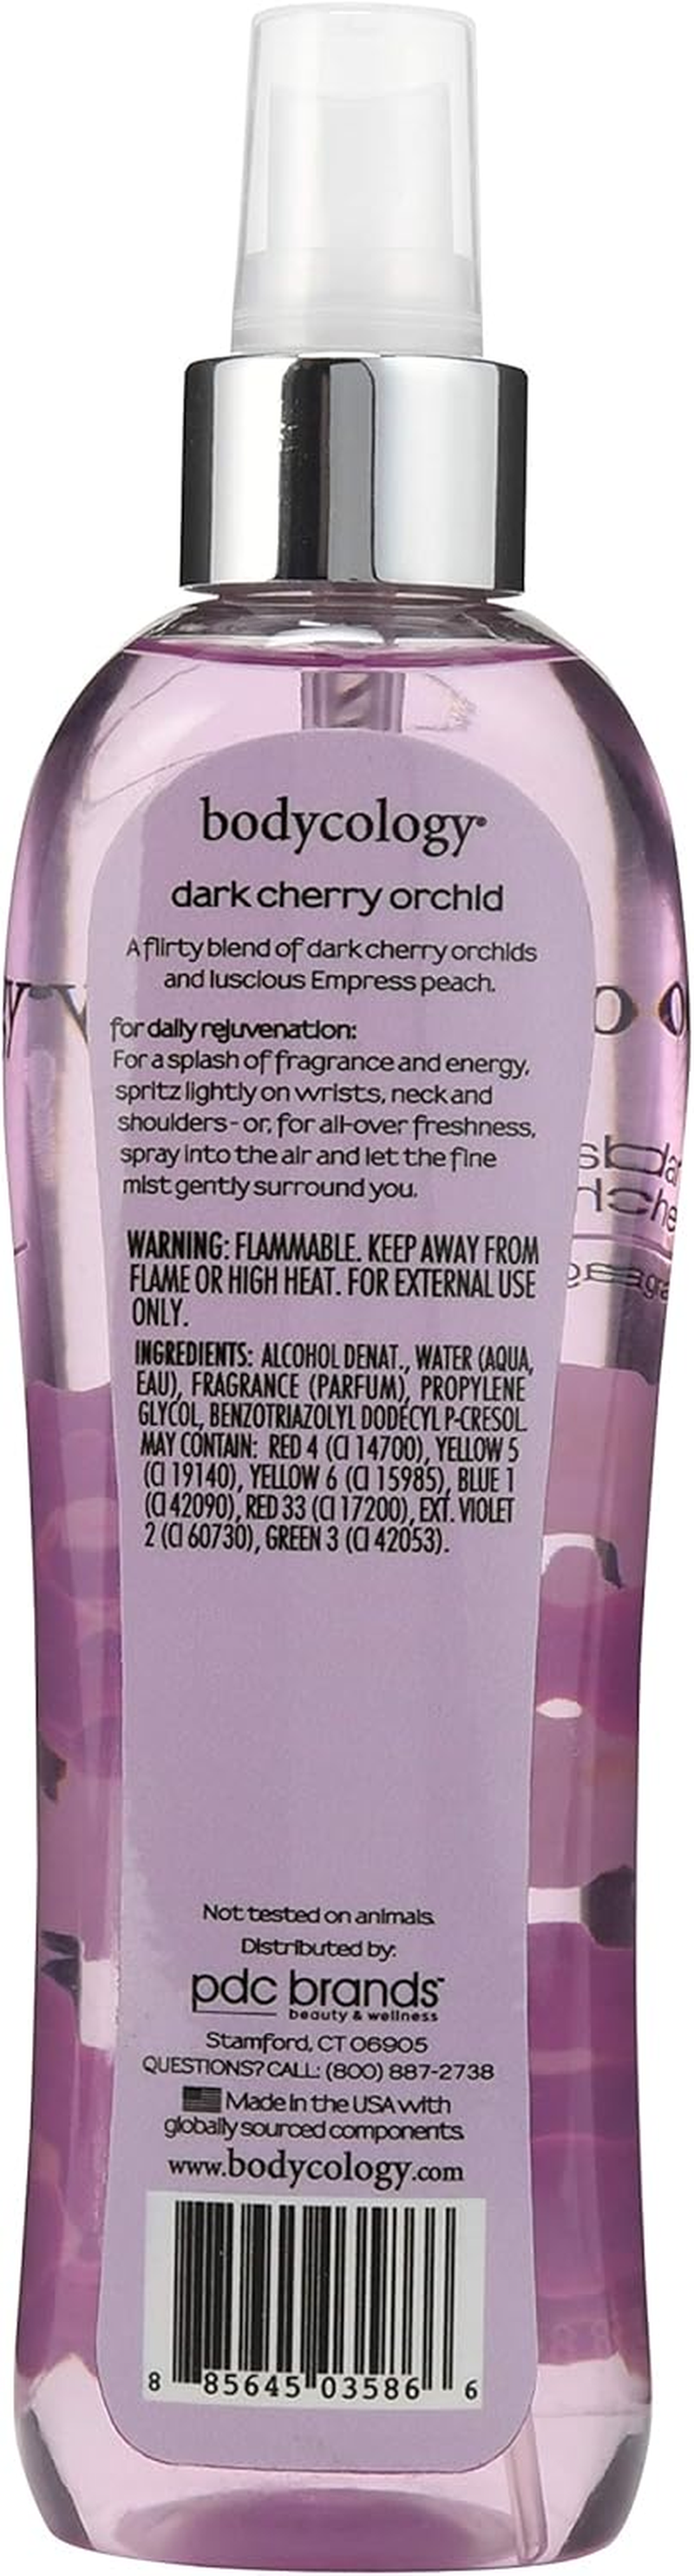 bodycology®
dark cherry orchid
A flirty blend of dark cherry orchids
and luscious Empress peach.
for daily rejuvenation:
For a splash of fragrance and energy,
spritz lightly on wrists, neck and
shoulders - or, for all-over freshness,
spray into the air and let the fine
mist gently surround you.
WARNING: FLAMMABLE. KEEP AWAY FROM
FLAME OR HIGH HEAT. FOR EXTERNAL USE
ONLY.
INGREDIENTS: ALCOHOL DENAT., WATER (AQUA,
EAU), FRAGRANCE (PARFUM), PROPYLENE
GLYCOL, BENZOTRIAZOLYL DODECYL P-CRESOL.
MAY CONTAIN: RED 4 (CI 14700), YELLOW 5
(CI 19140), YELLOW 6 (CI 15985), BLUE 1
(CI 42090), RED 33 (CI 17200), EXT. VIOLET
2 (CI 60730), GREEN 3 (CI 42053).
Not tested on animals.
Distributed by:
pdc brands™
beauty & wellness
Stamford, CT 06905
QUESTIONS? CALL: (800) 887-2738
Made in the USA with
globally sourced components.
www.bodycology.com
8 85645 03586 6